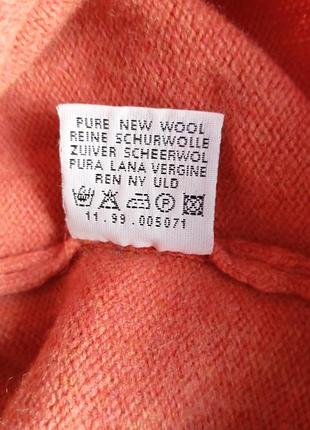 PURE NEW WOOL
REINE SCHURWOLLE
ZUIVER SCHEERWOL
PURA LANA VERGINE
REN NY ULD
P
11.99.005071